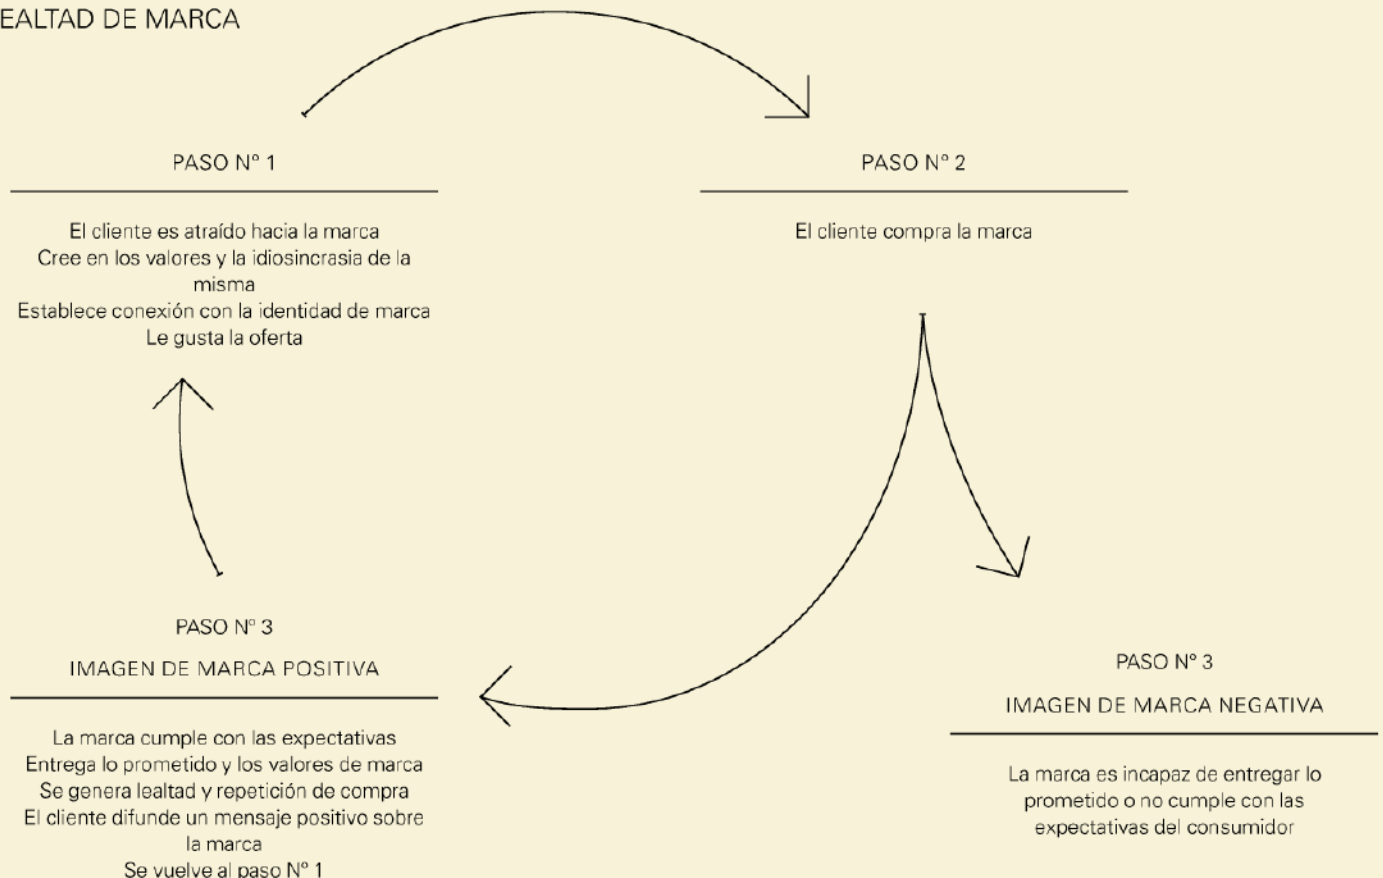 EALTAD DE MARCA
PASO Nº 1
El cliente es atraído hacia la marca
Cree en los valores y la idiosincrasia de la
misma
Establece conexión con la identidad de marca
Le gusta la oferta
PASO Nº 2
El cliente compra la marca
PASO Nº 3
IMAGEN DE MARCA POSITIVA
La marca cumple con las expectativas
Entrega lo prometido y los valores de marca
Se genera lealtad y repetición de compra
El cliente difunde un mensaje positivo sobre
la marca
Se vuelve al paso Nº 1
PASO Nº 3
IMAGEN DE MARCA NEGATIVA
La marca es incapaz de entregar lo
prometido o no cumple con las
expectativas del consumidor